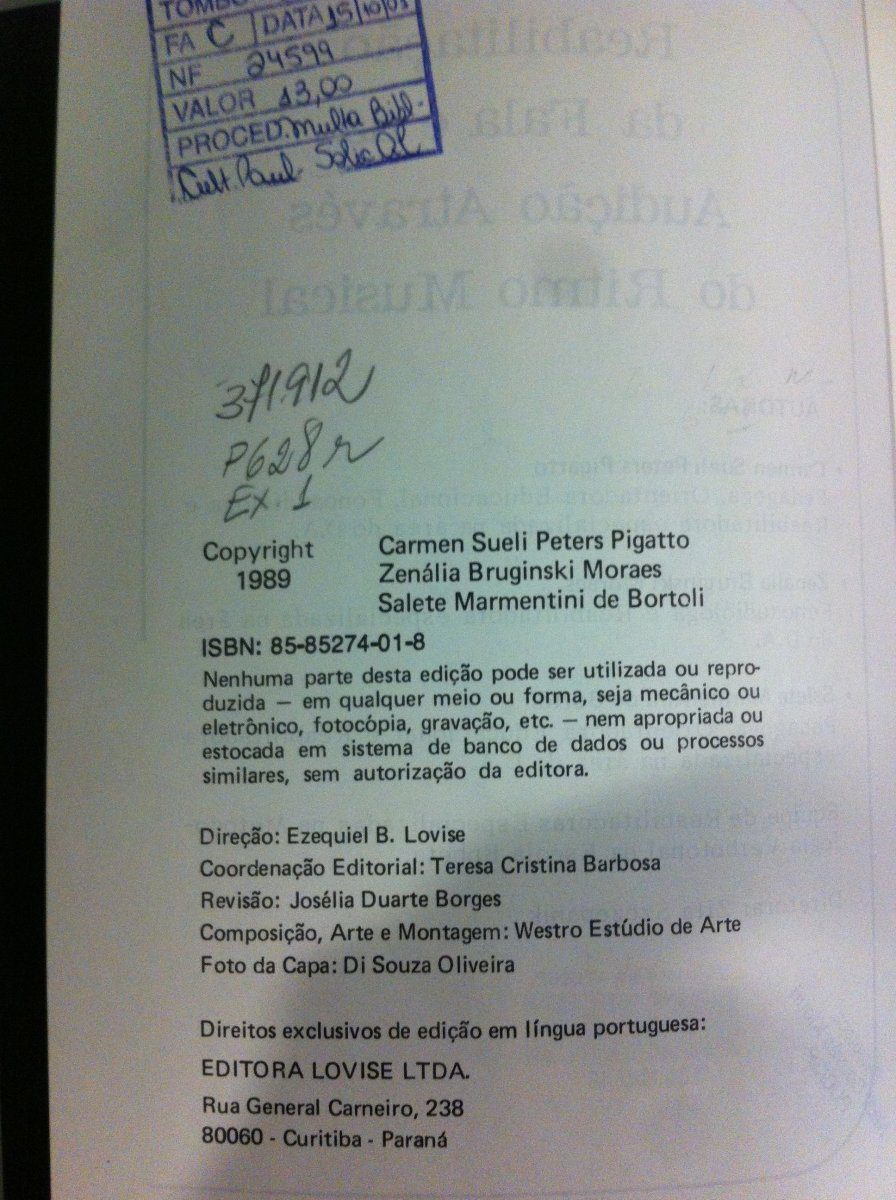 FA C DATA 15/10/01
NF 24599
VALOR 13,00
PROCED. Multa Bibl.
Cult. Paul.
371.912
P628r
Ex. 1
Copyright Carmen Sueli Peters Pigatto
1989 Zenália Bruginski Moraes
Salete Marmentini de Bortoli
ISBN: 85-85274-01-8
Nenhuma parte desta edição pode ser utilizada ou repro-
duzida — em qualquer meio ou forma, seja mecânico ou
eletrônico, fotocópia, gravação, etc. — nem apropriada ou
estocada em sistema de banco de dados ou processos
similares, sem autorização da editora.
Direção: Ezequiel B. Lovise
Coordenação Editorial: Teresa Cristina Barbosa
Revisão: Josélia Duarte Borges
Composição, Arte e Montagem: Westro Estúdio de Arte
Foto da Capa: Di Souza Oliveira
Direitos exclusivos de edição em língua portuguesa:
EDITORA LOVISE LTDA.
Rua General Carneiro, 238
80060 - Curitiba - Paraná